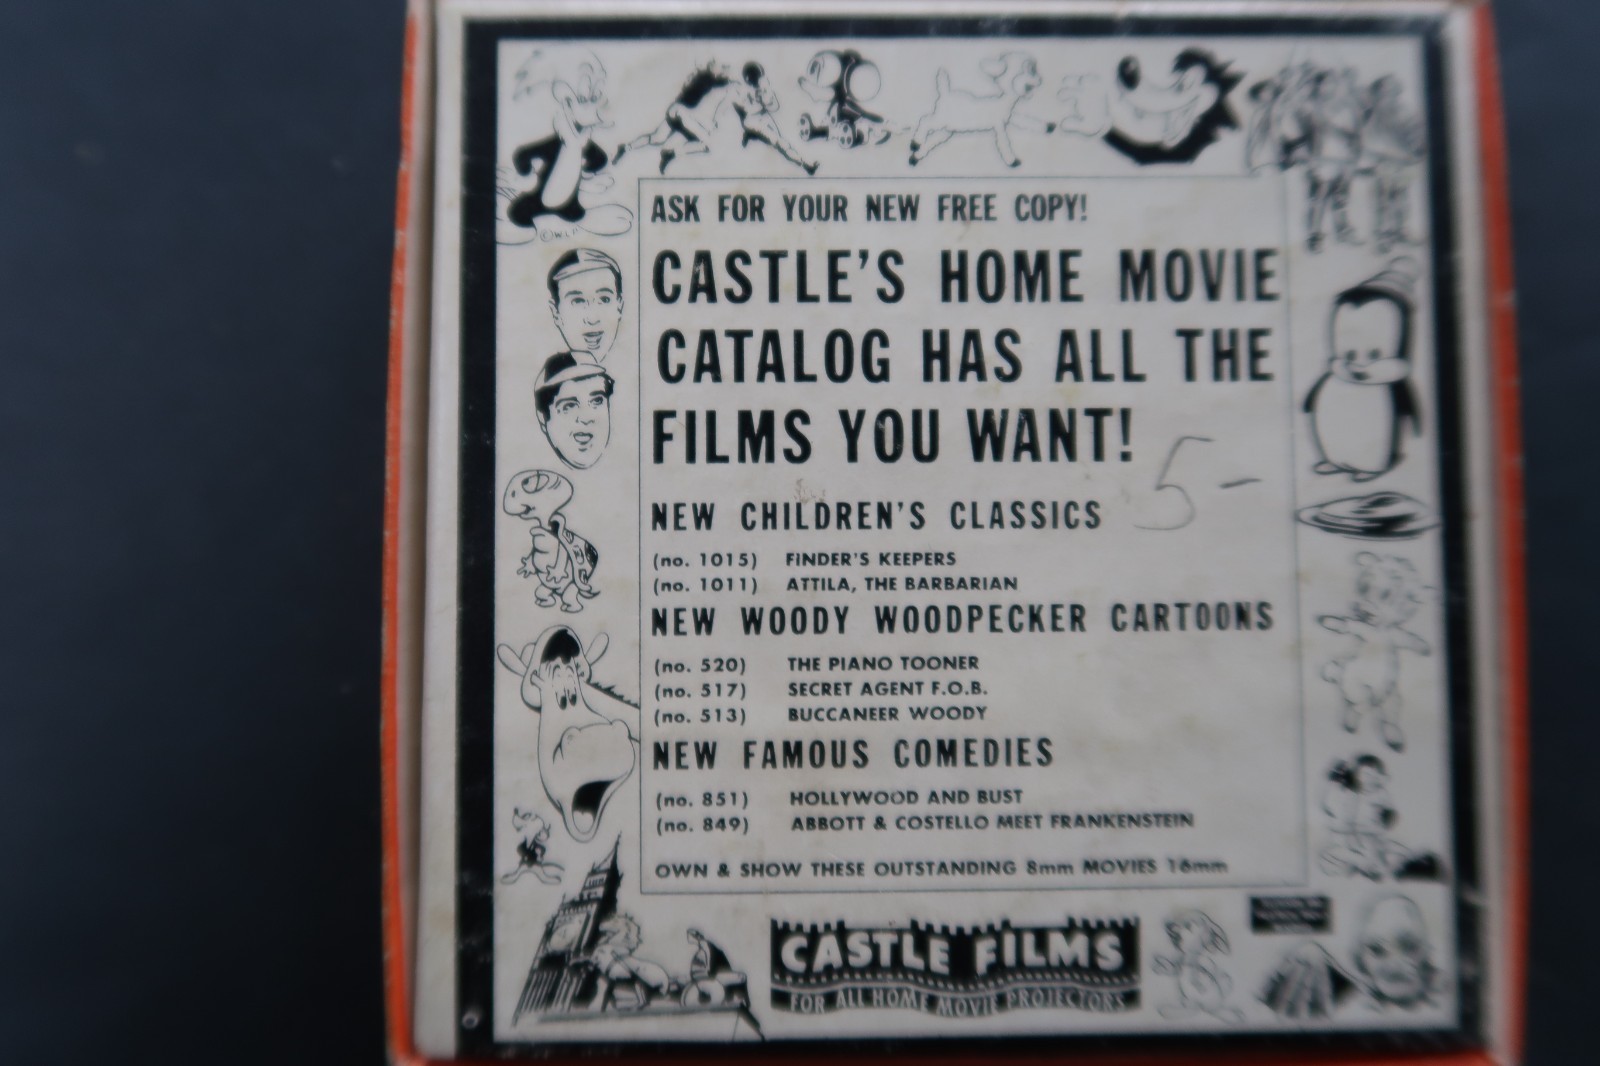 ASK FOR YOUR NEW FREE COPY!
CASTLE'S HOME MOVIE
CATALOG HAS ALL THE
FILMS YOU WANT!
5-
NEW CHILDREN'S CLASSICS
(no. 1015) FINDER'S KEEPERS
(no. 1011) ATTILA, THE BARBARIAN
NEW WOODY WOODPECKER CARTOONS
(no. 520) THE PIANO TOONER
(no. 517) SECRET AGENT F.O.B.
(no. 513) BUCCANEER WOODY
NEW FAMOUS COMEDIES
(no. 851) HOLLYWOOD AND BUST
(no. 849) ABBOTT & COSTELLO MEET FRANKENSTEIN
OWN & SHOW THESE OUTSTANDING 8mm MOVIES 16mm
CASTLE FILMS
FOR ALL HOME MOVIE PROJECTORS